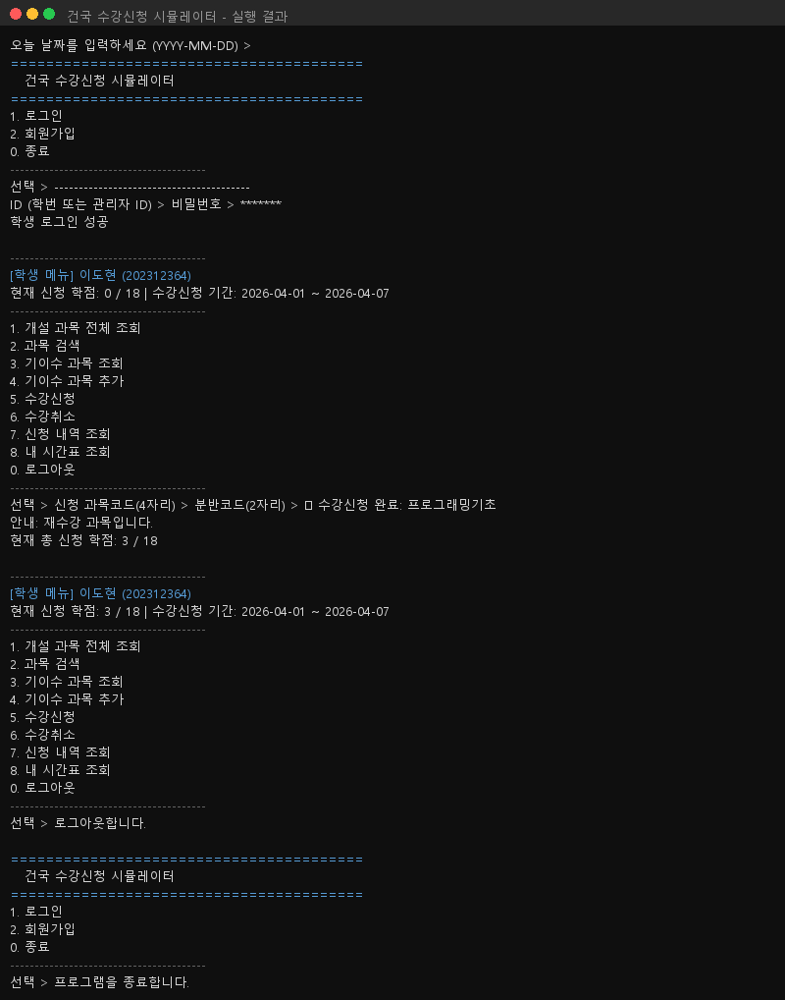 건국 수강신청 시뮬레이터 - 실행 결과
오늘 날짜를 입력하세요 (YYYY-MM-DD) >
========================================
건국 수강신청 시뮬레이터
========================================
1. 로그인
2. 회원가입
0. 종료
----------------------------------------
선택 > ----------------------------------------
ID (학번 또는 관리자 ID) > 비밀번호 > *******
학생 로그인 성공
----------------------------------------
[학생 메뉴] 이도현 (202312364)
현재 신청 학점: 0 / 18 | 수강신청 기간: 2026-04-01 ~ 2026-04-07
----------------------------------------
1. 개설 과목 전체 조회
2. 과목 검색
3. 기이수 과목 조회
4. 기이수 과목 추가
5. 수강신청
6. 수강취소
7. 신청 내역 조회
8. 내 시간표 조회
0. 로그아웃
----------------------------------------
선택 > 신청 과목코드(4자리) > 분반코드(2자리) > ▯ 수강신청 완료: 프로그래밍기초
안내: 재수강 과목입니다.
현재 총 신청 학점: 3 / 18
----------------------------------------
[학생 메뉴] 이도현 (202312364)
현재 신청 학점: 3 / 18 | 수강신청 기간: 2026-04-01 ~ 2026-04-07
----------------------------------------
1. 개설 과목 전체 조회
2. 과목 검색
3. 기이수 과목 조회
4. 기이수 과목 추가
5. 수강신청
6. 수강취소
7. 신청 내역 조회
8. 내 시간표 조회
0. 로그아웃
----------------------------------------
선택 > 로그아웃합니다.
========================================
건국 수강신청 시뮬레이터
========================================
1. 로그인
2. 회원가입
0. 종료
----------------------------------------
선택 > 프로그램을 종료합니다.